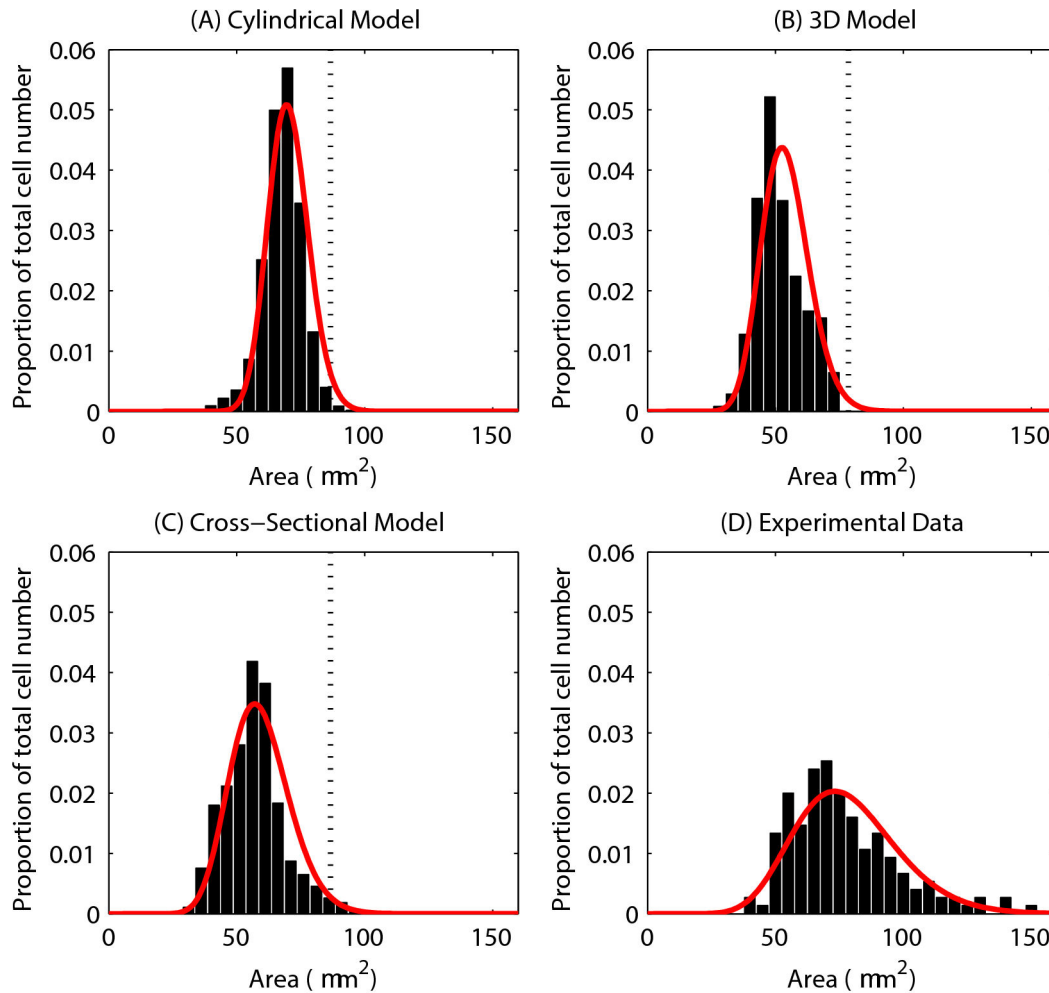 (A) Cylindrical Model
Proportion of total cell number
0.06
0.05
0.04
0.03
0.02
0.01
0
0 50 100 150
Area ( mm²)
(B) 3D Model
Proportion of total cell number
0.06
0.05
0.04
0.03
0.02
0.01
0
0 50 100 150
Area ( mm²)
(C) Cross−Sectional Model
Proportion of total cell number
0.06
0.05
0.04
0.03
0.02
0.01
0
0 50 100 150
Area ( mm²)
(D) Experimental Data
Proportion of total cell number
0.06
0.05
0.04
0.03
0.02
0.01
0
0 50 100 150
Area ( mm²)